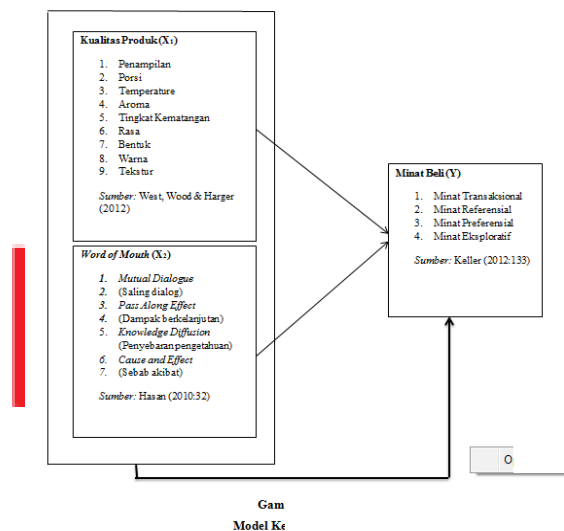 Kualitas Produk (X1)
1. Penampilan
2. Porsi
3. Temperature
4. Aroma
5. Tingkat Kematangan
6. Rasa
7. Bentuk
8. Warna
9. Tekstur
Sumber: West, Wood & Harger
(2012)
Word of Mouth (X2)
1. Mutual Dialogue
2. (Saling dialog)
3. Pass Along Effect
4. (Dampak berkelanjutan)
5. Knowledge Diffusion
(Penyebaran pengetahuan)
6. Cause and Effect
7. (Sebab akibat)
Sumber: Hasan (2010:32)
Minat Beli (Y)
1. Minat Transaksional
2. Minat Referensial
3. Minat Preferensial
4. Minat Eksploratif
Sumber: Keller (2012:133)
O
Gam
Model Ke